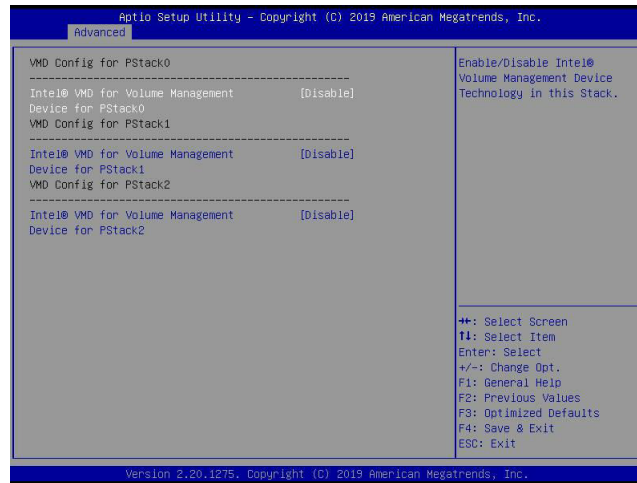 Aptio Setup Utility – Copyright (C) 2019 American Megatrends, Inc.
Advanced
VMD Config for PStack0
--------------------------------------------------
Intel® VMD for Volume Management [Disable]
Device for PStack0
VMD Config for PStack1
--------------------------------------------------
Intel® VMD for Volume Management [Disable]
Device for PStack1
VMD Config for PStack2
--------------------------------------------------
Intel® VMD for Volume Management [Disable]
Device for PStack2
Enable/Disable Intel®
Volume Management Device
Technology in this Stack.
→←: Select Screen
↑↓: Select Item
Enter: Select
+/-: Change Opt.
F1: General Help
F2: Previous Values
F3: Optimized Defaults
F4: Save & Exit
ESC: Exit
Version 2.20.1275. Copyright (C) 2019 American Megatrends, Inc.